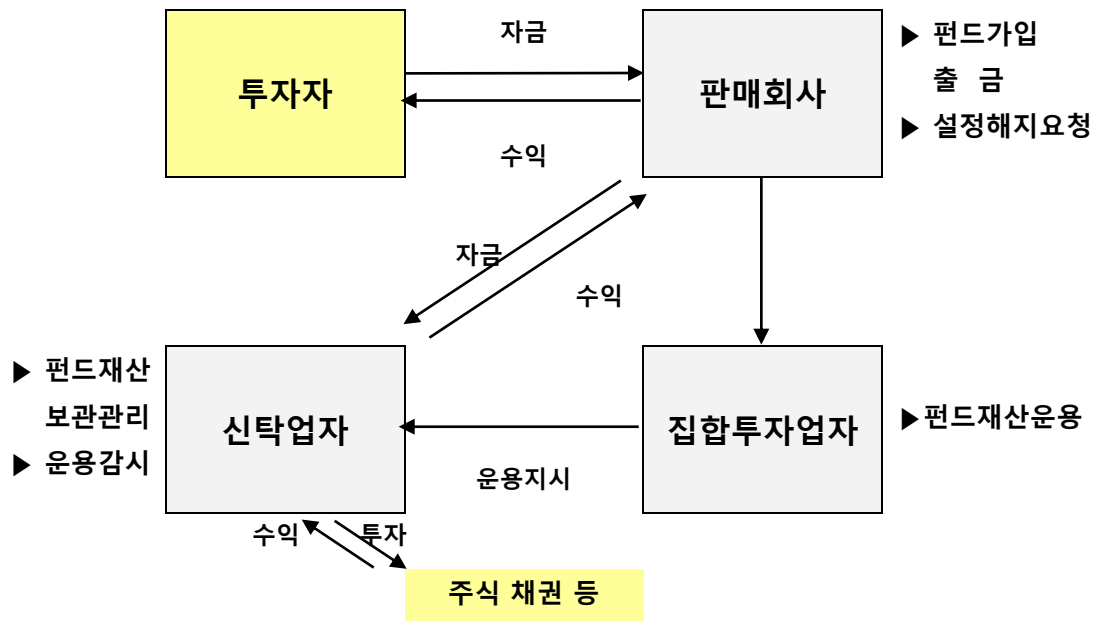 자금
투자자
판매회사
▶ 펀드가입
출 금
▶ 설정해지요청
수익
자금
수익
▶ 펀드재산
보관관리
▶ 운용감시
신탁업자
집합투자업자
▶펀드재산운용
운용지시
수익
투자
주식 채권 등